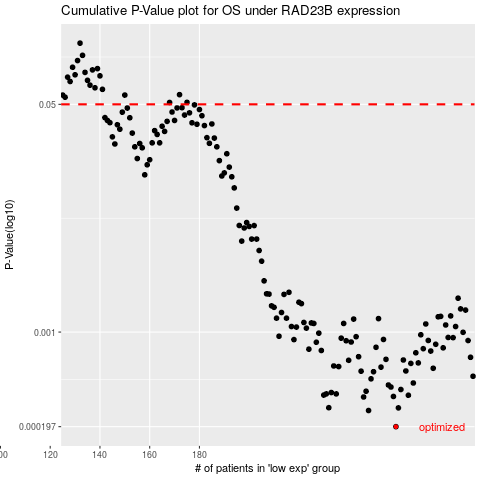 Cumulative P-Value plot for OS under RAD23B expression
P-Value(log10)
0.05
0.001
0.000197
optimized
00 120 140 160 180
# of patients in 'low exp' group